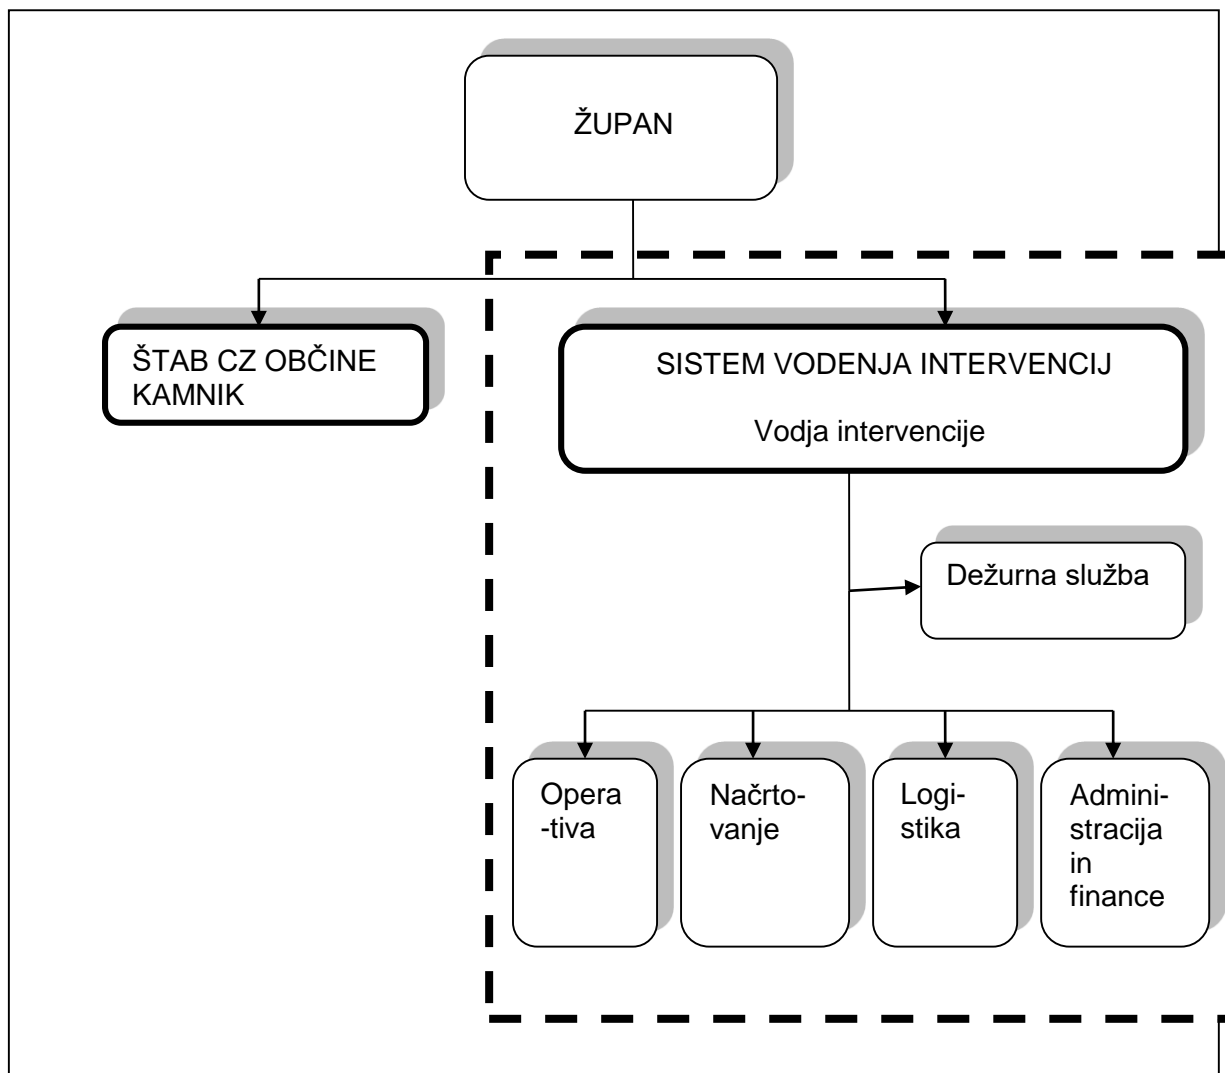 ŽUPAN
ŠTAB CZ OBČINE
KAMNIK
SISTEM VODENJA INTERVENCIJ
Vodja intervencije
Dežurna služba
Opera
-tiva
Načrto-
vanje
Logi-
stika
Admini-
stracija
in
finance